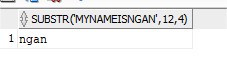 SUBSTR('MYNAMEISNGAN',12,4)
1 ngan